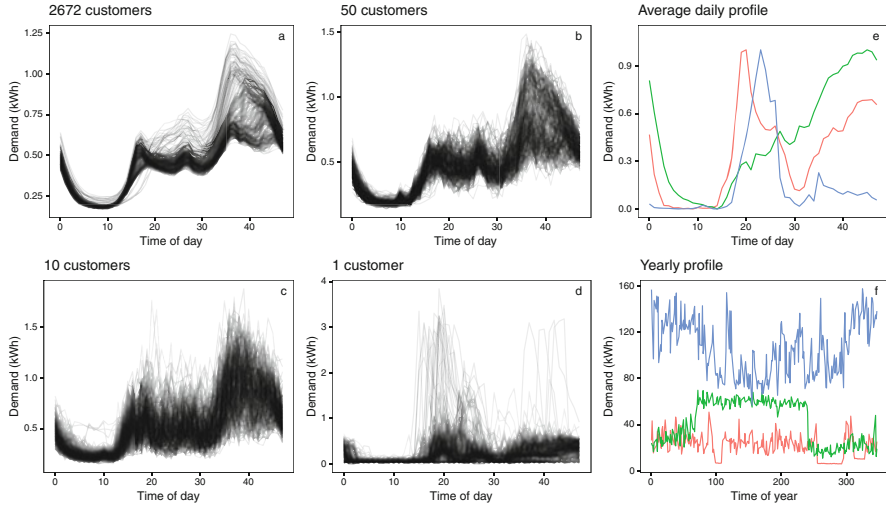 2672 customers
a
Demand (kWh)
1.25
1.00
0.75
0.50
0.25
0
10
20
30
40
Time of day
50 customers
b
Demand (kWh)
1.5
1.0
0.5
0
10
20
30
40
Time of day
Average daily profile
e
Demand (kWh)
0.9
0.6
0.3
0.0
0
10
20
30
40
Time of day
10 customers
c
Demand (kWh)
1.5
1.0
0.5
0
10
20
30
40
Time of day
1 customer
d
Demand (kWh)
4
3
2
1
0
0
10
20
30
40
Time of day
Yearly profile
f
Demand (kWh)
160
120
80
40
0
0
100
200
300
Time of year